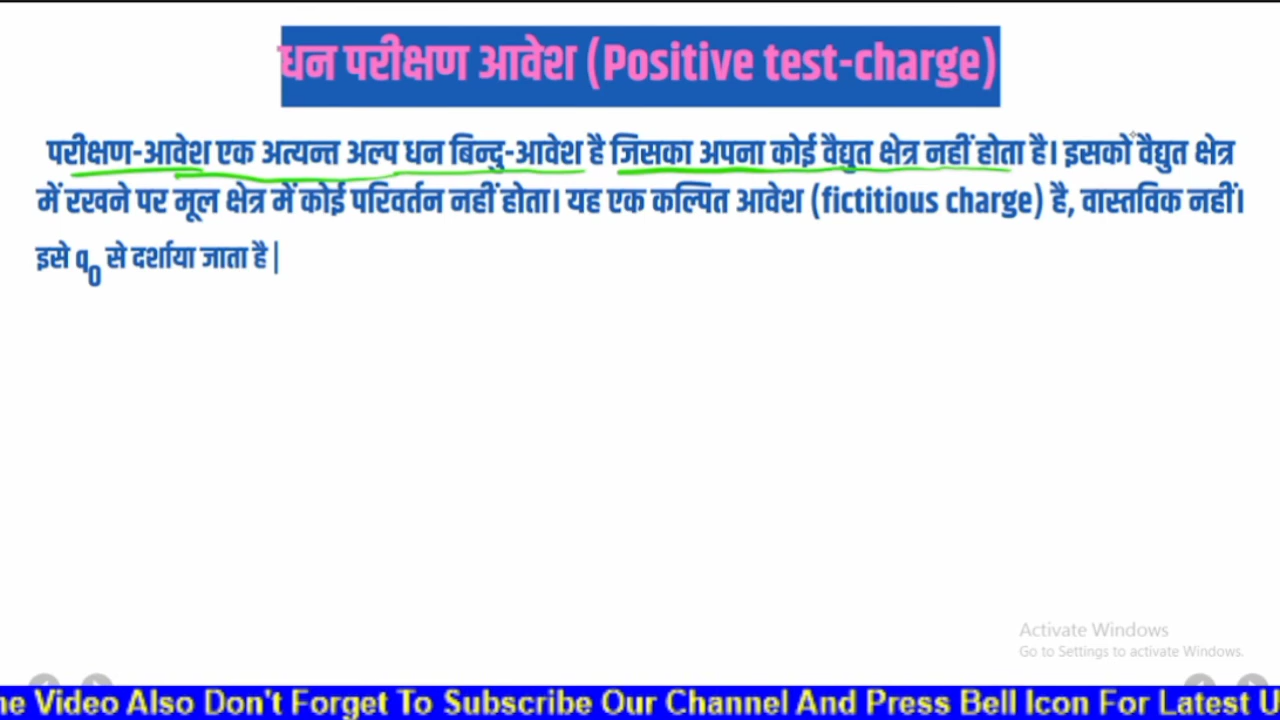 धन परीक्षण आवेश (Positive test-charge)
परीक्षण-आवेश एक अत्यन्त अल्प धन बिन्दु-आवेश है जिसका अपना कोई वैद्युत क्षेत्र नहीं होता है। इसको वैद्युत क्षेत्र
में रखने पर मूल क्षेत्र में कोई परिवर्तन नहीं होता। यह एक कल्पित आवेश (fictitious charge) है, वास्तविक नहीं।
इसे q0 से दर्शाया जाता है |
Activate Windows
Go to Settings to activate Windows.
he Video Also Don't Forget To Subscribe Our Channel And Press Bell Icon For Latest U